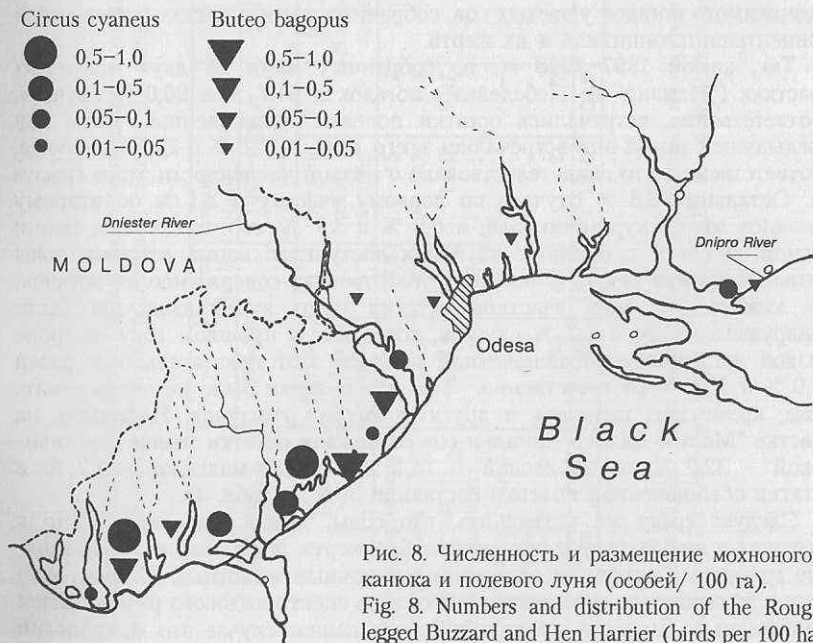 Circus cyaneus Buteo bagopus
0,5–1,0 0,5–1,0
0,1–0,5 0,1–0,5
0,05–0,1 0,05–0,1
0,01–0,05 0,01–0,05
Dniester River
MOLDOVA
Dnipro River
Odesa
Black
Sea
Рис. 8. Численность и размещение мохноногого
канюка и полевого луня (особей/100 га).
Fig. 8. Numbers and distribution of the Rough
legged Buzzard and Hen Harrier (birds per 100 ha